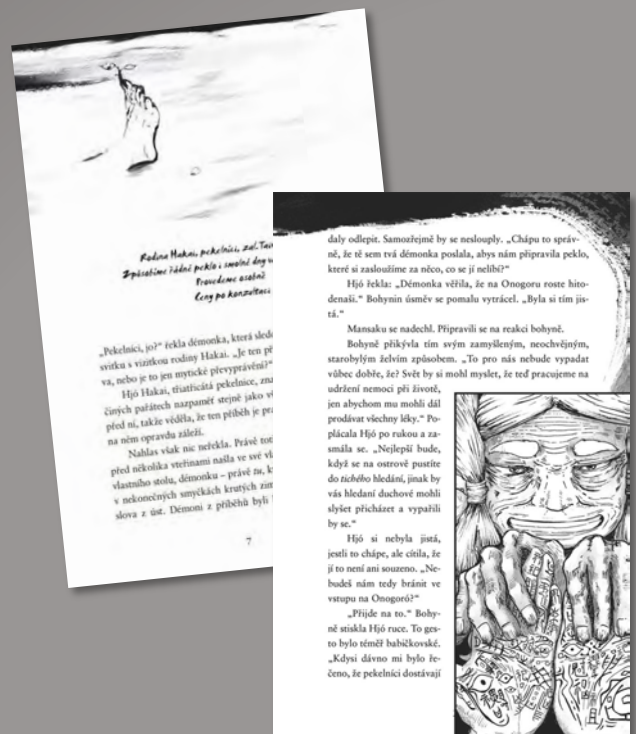 Rodina Hakai, pekelníci, zal. Tai
Způsobíme řádné peklo i smolné dny v
Provedeme osobně
Ceny po konzultaci
„Pekelníci, jo?“ řekla démonka, která sled
svitku s vizitkou rodiny Hakai. „Je ten př
va, nebo je to jen mytické převyprávění?“
Hjó Hakai, třiatřicátá pekelnice, zna
činých pařátech nazpaměť stejně jako v
před ní, takže věděla, že ten příběh je pra
na něm opravdu záleží.
Nahlas však nic neřekla. Právě tot
před několika vteřinami našla ve své vl
vlastního stolu, démonku – právě tu, k
v nekonečných smyčkách krutých zim
slova z úst. Démoni z příběhů byli
7
daly odlepit. Samozřejmě by se neslouply. „Chápu to správ-
ně, že tě sem tvá démonka poslala, abys nám připravila peklo,
které si zasloužíme za něco, co se jí nelíbí?“
Hjó řekla: „Démonka věřila, že na Onogoru roste hito-
denaši.“ Bohynin úsměv se pomalu vytrácel. „Byla si tím jis-
tá.“
Mansaku se nadechl. Připravili se na reakci bohyně.
Bohyně přikývla tím svým zamyšleným, neochvějným,
starobylým želvím způsobem. „To pro nás nebude vypadat
vůbec dobře, že? Svět by si mohl myslet, že teď pracujeme na
udržení nemoci při životě,
jen abychom mu mohli dál
prodávat všechny léky.“ Po-
plácala Hjó po rukou a za-
smála se. „Nejlepší bude,
když se na ostrově pustíte
do tichého hledání, jinak by
vás hledaní duchové mohli
slyšet přicházet a vypařili
by se.“
Hjó si nebyla jistá,
jestli to chápe, ale cítila, že
jí to není ani souzeno. „Ne-
budeš nám tedy bránit ve
vstupu na Onogoró?“
„Přijde na to.“ Bohy-
ně stiskla Hjó ruce. To ges-
to bylo téměř babičkovské.
„Kdysi dávno mi bylo ře-
čeno, že pekelníci dostávají